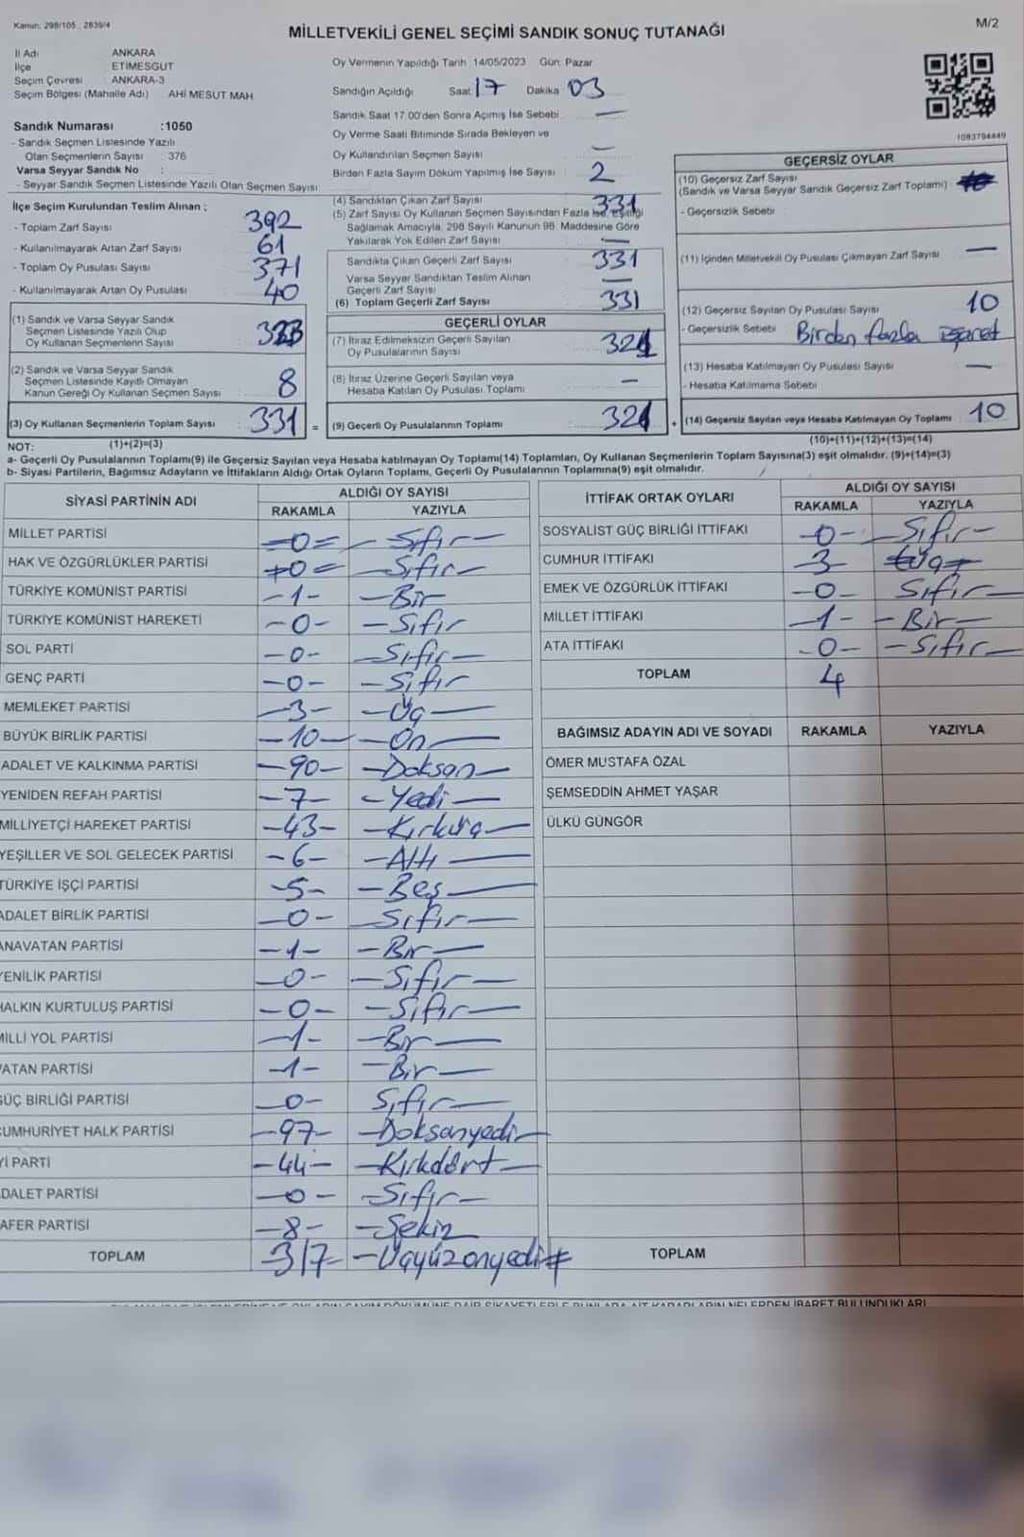 Kanun: 298/105 , 2839/4
MİLLETVEKİLİ GENEL SEÇİMİ SANDIK SONUÇ TUTANAĞI
M/2
İl Adı ANKARA
İlçe ETİMESGUT
Seçim Çevresi ANKARA-3
Seçim Bölgesi (Mahalle Adı) AHİ MESUT MAH
Sandık Numarası :1050
- Sandık Seçmen Listesinde Yazılı
Olan Seçmenlerin Sayısı : 376
Varsa Seyyar Sandık No :
- Seyyar Sandık Seçmen Listesinde Yazılı Olan Seçmen Sayısı:
İlçe Seçim Kurulundan Teslim Alınan ;
- Toplam Zarf Sayısı 392
- Kullanılmayarak Artan Zarf Sayısı 61
- Toplam Oy Pusulası Sayısı 371
- Kullanılmayarak Artan Oy Pusulası 40
(1) Sandık ve Varsa Seyyar Sandık
Seçmen Listesinde Yazılı Olup
Oy Kullanan Seçmenlerin Sayısı 323
(2) Sandık ve Varsa Seyyar Sandık
Seçmen Listesinde Kayıtlı Olmayan
Kanun Gereği Oy Kullanan Seçmen Sayısı 8
(3) Oy Kullanan Seçmenlerin Toplam Sayısı 331 =
(1)+(2)=(3)
Oy Vermenin Yapıldığı Tarih :14/05/2023 Gün: Pazar
Sandığın Açıldığı Saat: 17 Dakika 03
Sandık Saat 17.00'den Sonra Açımış İse Sebebi : —
Oy Verme Saati Bitiminde Sırada Bekleyen ve
Oy Kullandırılan Seçmen Sayısı —
Birden Fazla Sayım Döküm Yapılmış İse Sayısı 2
(4) Sandıktan Çıkan Zarf Sayısı 331
(5) Zarf Sayısı Oy Kullanan Seçmen Sayısından Fazla İse, Eşitliği
Sağlamak Amacıyla, 298 Sayılı Kanunun 98. Maddesine Göre
Yakılarak Yok Edilen Zarf Sayısı —
Sandıkta Çıkan Geçerli Zarf Sayısı 331
Varsa Seyyar Sandıktan Teslim Alınan
Geçerli Zarf Sayısı —
(6) Toplam Geçerli Zarf Sayısı 331
GEÇERLİ OYLAR
(7) İtiraz Edilmeksizin Geçerli Sayılan
Oy Pusulalarının Sayısı 321
(8) İtiraz Üzerine Geçerli Sayılan veya
Hesaba Katılan Oy Pusulası Toplamı —
(9) Geçerli Oy Pusulalarının Toplamı 321 +
1083794449
GEÇERSİZ OYLAR
(10) Geçersiz Zarf Sayısı
(Sandık ve Varsa Seyyar Sandık Geçersiz Zarf Toplamı)
- Geçersizlik Sebebi :
(11) İçinden Milletvekili Oy Pusulası Çıkmayan Zarf Sayısı —
(12) Geçersiz Sayılan Oy Pusulası Sayısı 10
- Geçersizlik Sebebi Birden fazla işaret
(13) Hesaba Katılmayan Oy Pusulası Sayısı —
- Hesaba Katılmama Sebebi
(14) Geçersiz Sayılan veya Hesaba Katılmayan Oy Toplamı 10
(10)+(11)+(12)+(13)=(14)
NOT:
a- Geçerli Oy Pusulalarının Toplamı(9) ile Geçersiz Sayılan veya Hesaba katılmayan Oy Toplamı(14) Toplamları, Oy Kullanan Seçmenlerin Toplam Sayısına(3) eşit olmalıdır. (9)+(14)=(3)
b- Siyasi Partilerin, Bağımsız Adayların ve İttifakların Aldığı Ortak Oyların Toplamı, Geçerli Oy Pusulalarının Toplamına(9) eşit olmalıdır.
SİYASİ PARTİNİN ADI ALDIĞI OY SAYISI
RAKAMLA YAZIYLA
MİLLET PARTİSİ =0= - Sıfır -
HAK VE ÖZGÜRLÜKLER PARTİSİ =0= - Sıfır -
TÜRKİYE KOMÜNİST PARTİSİ -1- - Bir
TÜRKİYE KOMÜNİST HAREKETİ -0- - Sıfır
SOL PARTİ -0- - Sıfır -
GENÇ PARTİ -0- - Sıfır
MEMLEKET PARTİSİ -3- - Üç -
BÜYÜK BİRLİK PARTİSİ -10- - On -
ADALET VE KALKINMA PARTİSİ -90- - Doksan -
YENİDEN REFAH PARTİSİ -7- - Yedi -
MİLLİYETÇİ HAREKET PARTİSİ -43- - Kırküç -
YEŞİLLER VE SOL GELECEK PARTİSİ -6- - Altı -
TÜRKİYE İŞÇİ PARTİSİ -5- - Beş -
ADALET BİRLİK PARTİSİ -0- - Sıfır -
ANAVATAN PARTİSİ -1- - Bir -
YENİLİK PARTİSİ -0- - Sıfır -
HALKIN KURTULUŞ PARTİSİ -0- - Sıfır -
MİLLİ YOL PARTİSİ -1- - Bir -
VATAN PARTİSİ -1- - Bir -
GÜÇ BİRLİĞİ PARTİSİ -0- Sıfır -
CUMHURİYET HALK PARTİSİ -97- - Doksanyedi -
İYİ PARTİ -44- - Kırkdört -
ADALET PARTİSİ -0- - Sıfır -
ZAFER PARTİSİ -8- - Sekiz
TOPLAM 317 - Üçyüzonyedi #
İTTİFAK ORTAK OYLARI ALDIĞI OY SAYISI
RAKAMLA YAZIYLA
SOSYALİST GÜÇ BİRLİĞİ İTTİFAKI -0- - Sıfır -
CUMHUR İTTİFAKI -3- - Üç -
EMEK VE ÖZGÜRLÜK İTTİFAKI -0- Sıfır -
MİLLET İTTİFAKI -1- - Bir -
ATA İTTİFAKI -0- - Sıfır -
TOPLAM 4
BAĞIMSIZ ADAYIN ADI VE SOYADI RAKAMLA YAZIYLA
ÖMER MUSTAFA ÖZAL
ŞEMSEDDİN AHMET YAŞAR
ÜLKÜ GÜNGÖR
TOPLAM